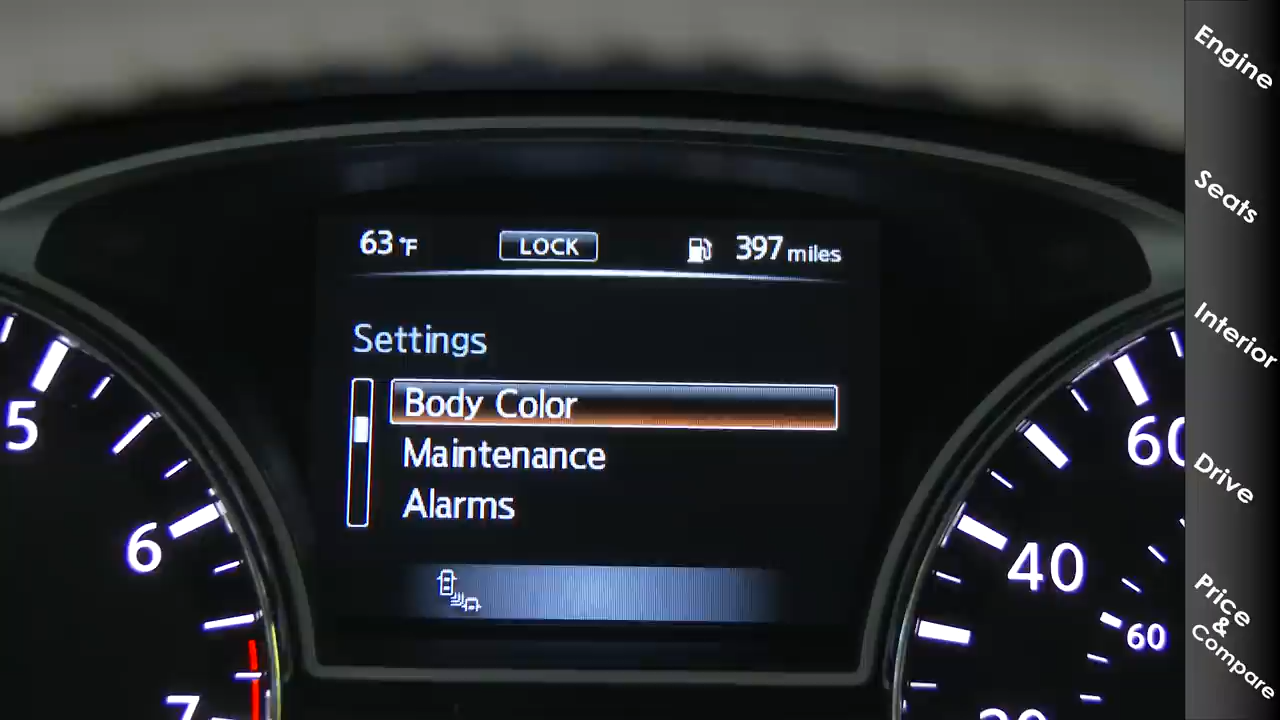 63 °F
LOCK
397 miles
Settings
Body Color
Maintenance
Alarms
5
6
7
60
40
60
20
Engine
Seats
Interior
Drive
Price
&
Compare